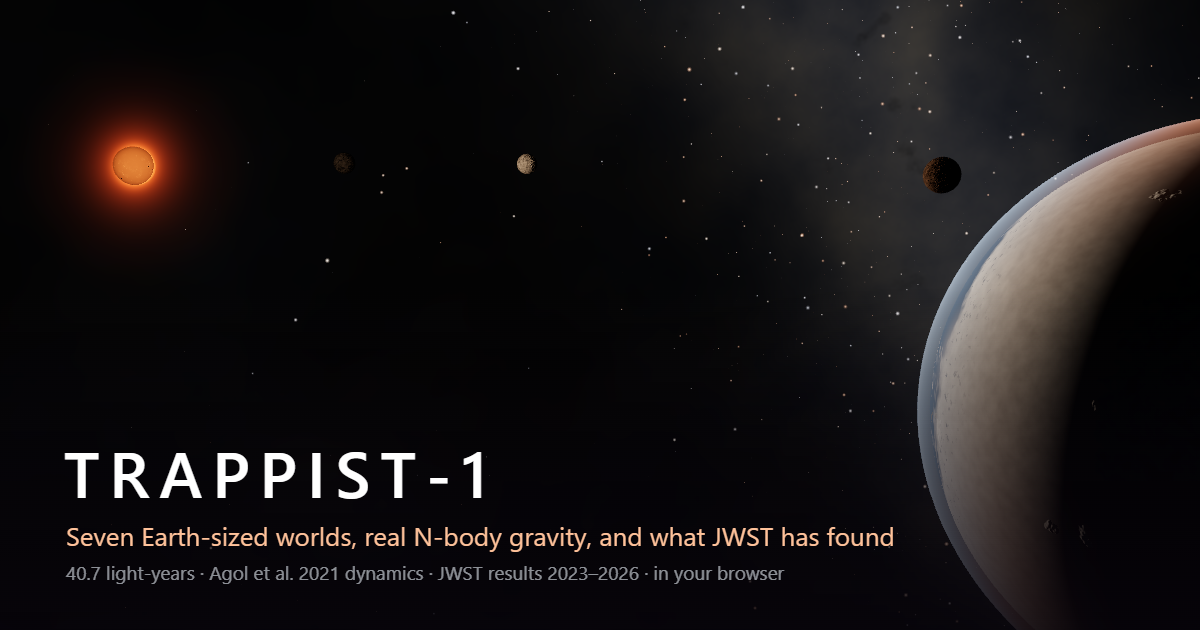 TRAPPIST-1
Seven Earth-sized worlds, real N-body gravity, and what JWST has found
40.7 light-years · Agol et al. 2021 dynamics · JWST results 2023–2026 · in your browser